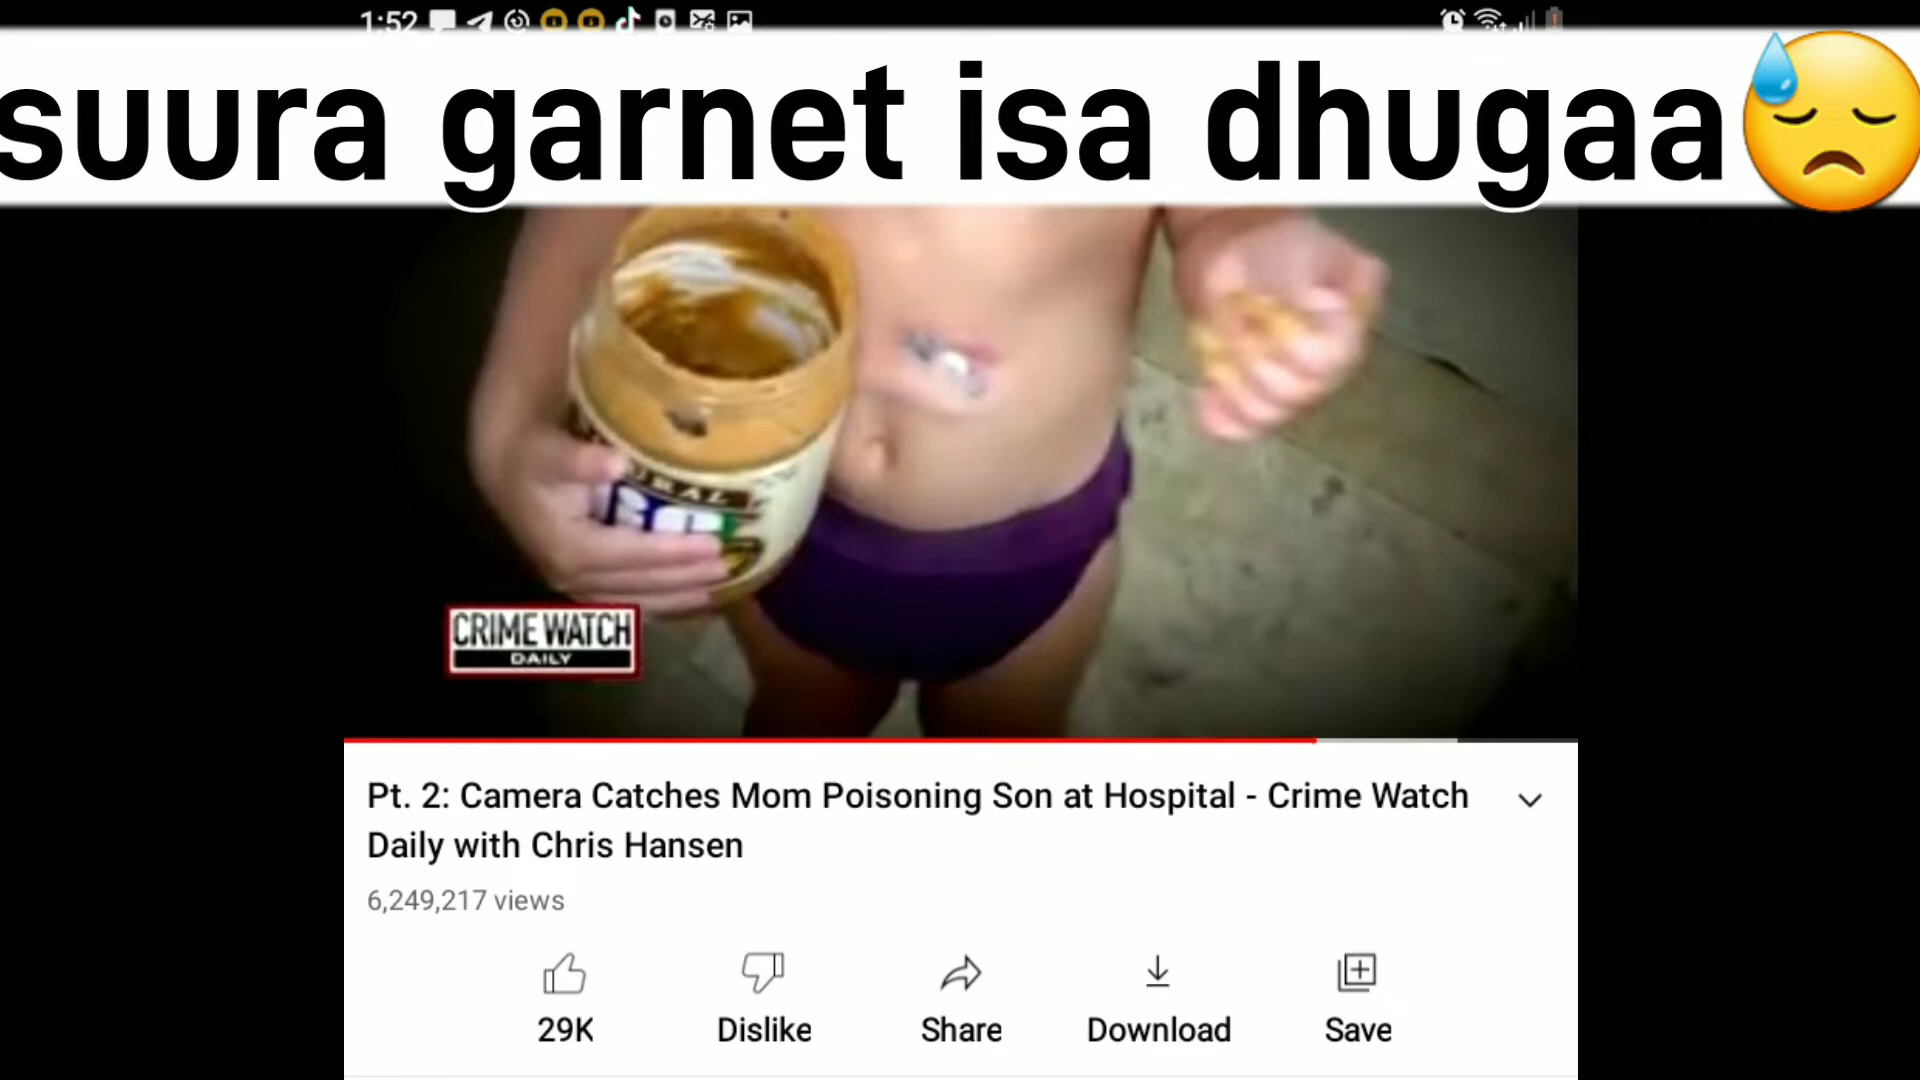 1:52
suura garnet isa dhugaa
CRIME WATCH
DAILY
Pt. 2: Camera Catches Mom Poisoning Son at Hospital - Crime Watch
Daily with Chris Hansen
6,249,217 views
29K
Dislike
Share
Download
Save